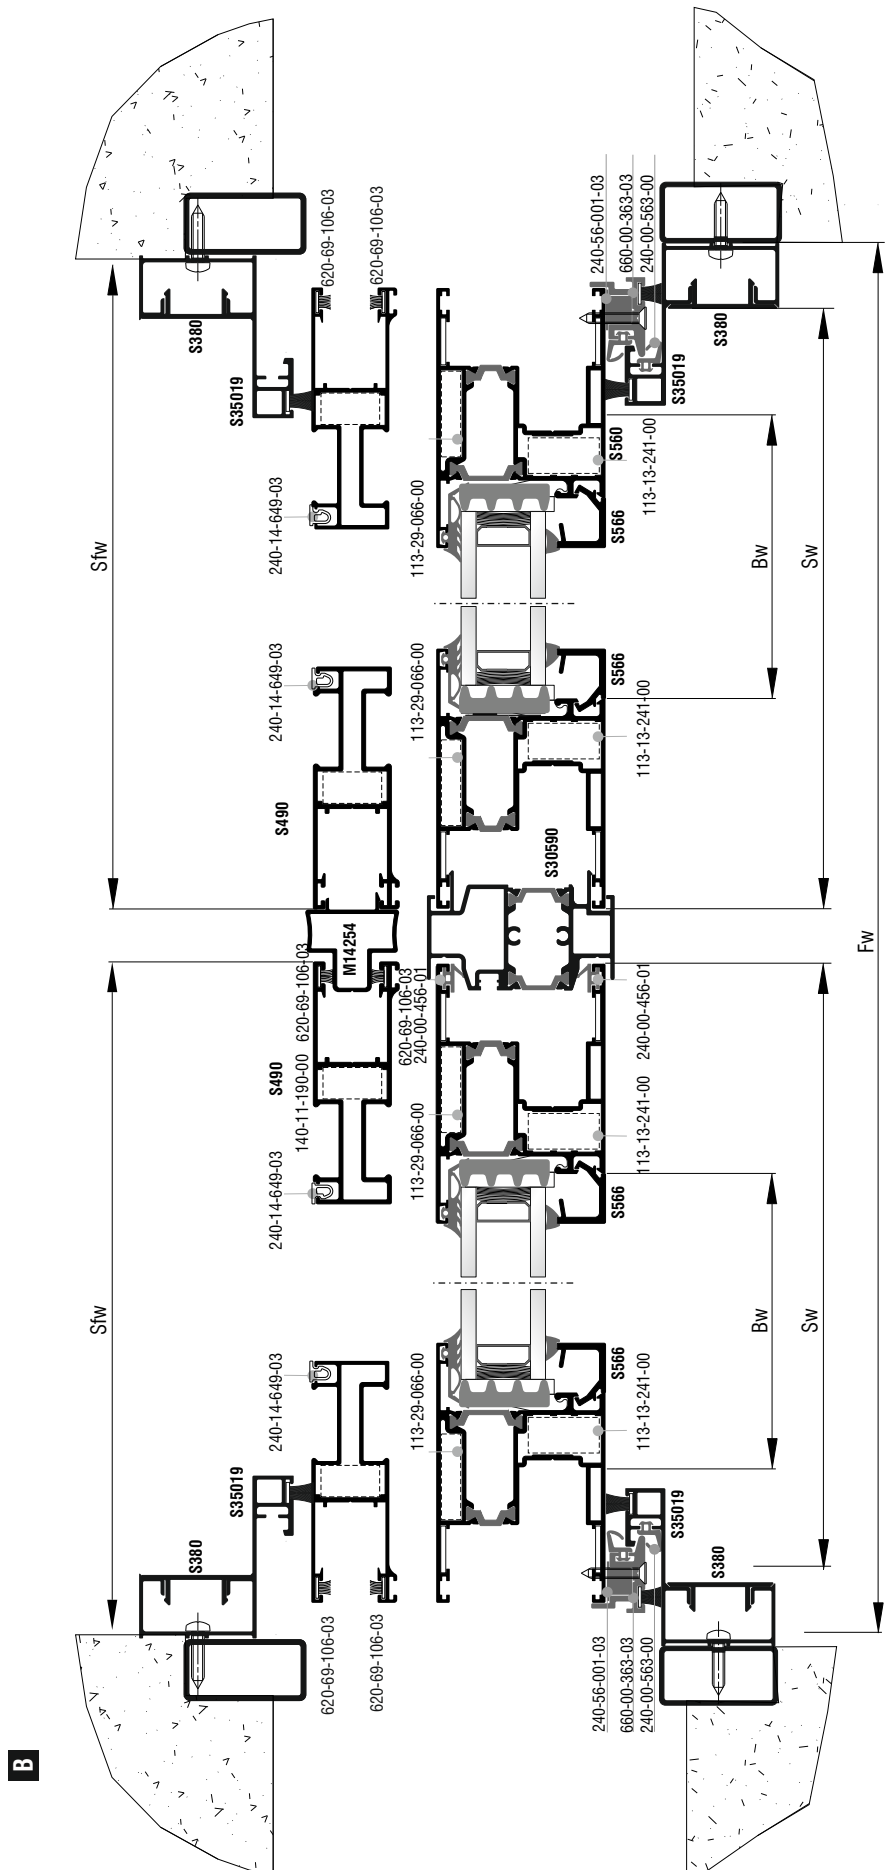 B
Sfw
Sfw
S380
S380
S35019
S35019
240-14-649-03
240-14-649-03
S490
S490
240-14-649-03
240-14-649-03
140-11-190-00
620-69-106-03
620-69-106-03
620-69-106-03
M14254
620-69-106-03
620-69-106-03
620-69-106-03
113-29-066-00
113-29-066-00
240-00-456-01
113-29-066-00
113-29-066-00
S30590
240-56-001-03
240-56-001-03
S566
S566
S566
S566
S560
660-00-363-03
660-00-363-03
240-00-563-00
113-13-241-00
113-13-241-00
240-00-456-01
113-13-241-00
113-13-241-00
240-00-563-00
S35019
S35019
S380
S380
Bw
Bw
Sw
Sw
Fw